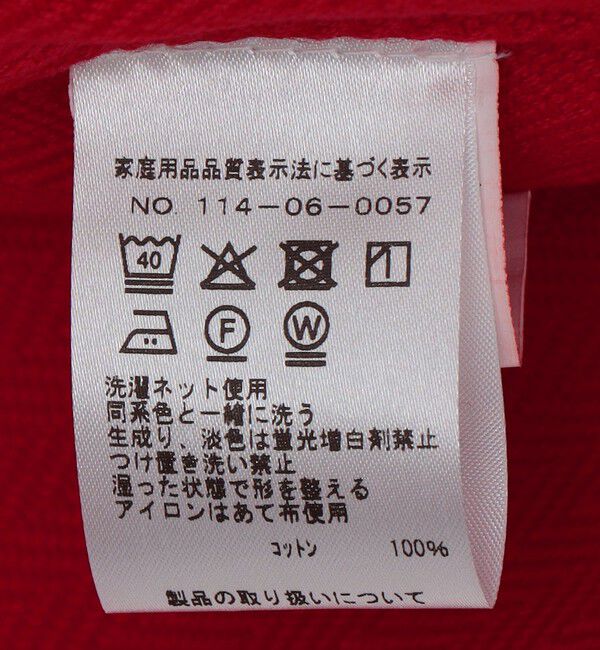 家庭用品品質表示法に基づく表示
NO. 114-06-0057
40
F W
洗濯ネット使用
同系色と一緒に洗う
生成り、淡色は蛍光増白剤禁止
つけ置き洗い禁止
湿った状態で形を整える
アイロンはあて布使用
コットン 100%
製品の取り扱いについて